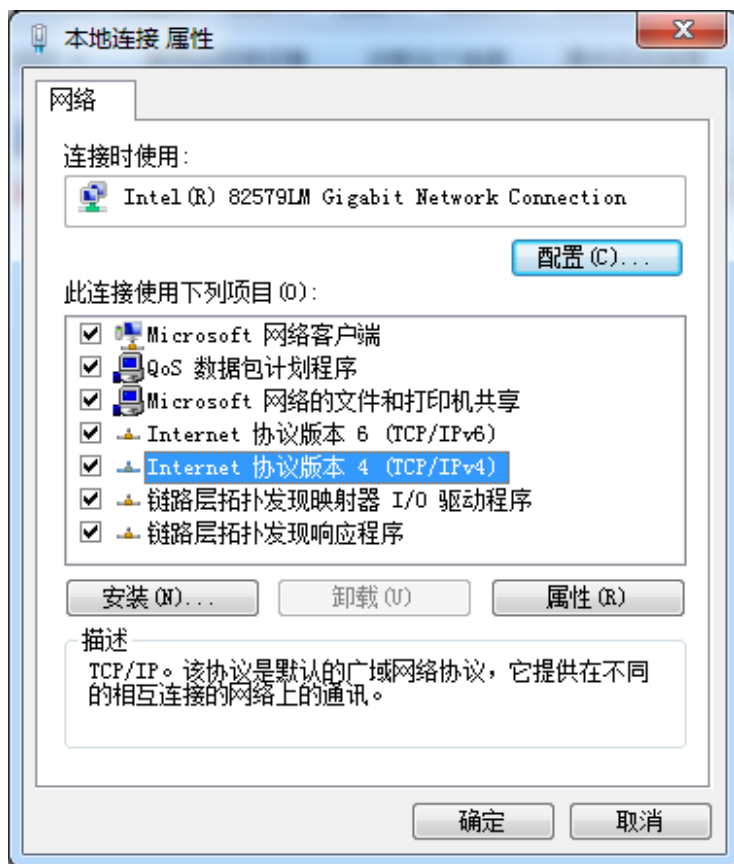 本地连接 属性
网络
连接时使用:
Intel(R) 82579LM Gigabit Network Connection
配置(C)...
此连接使用下列项目(O):
Microsoft 网络客户端
QoS 数据包计划程序
Microsoft 网络的文件和打印机共享
Internet 协议版本 6 (TCP/IPv6)
Internet 协议版本 4 (TCP/IPv4)
链路层拓扑发现映射器 I/O 驱动程序
链路层拓扑发现响应程序
安装(N)... 卸载(U) 属性(R)
描述
TCP/IP。该协议是默认的广域网络协议，它提供在不同
的相互连接的网络上的通讯。
确定 取消